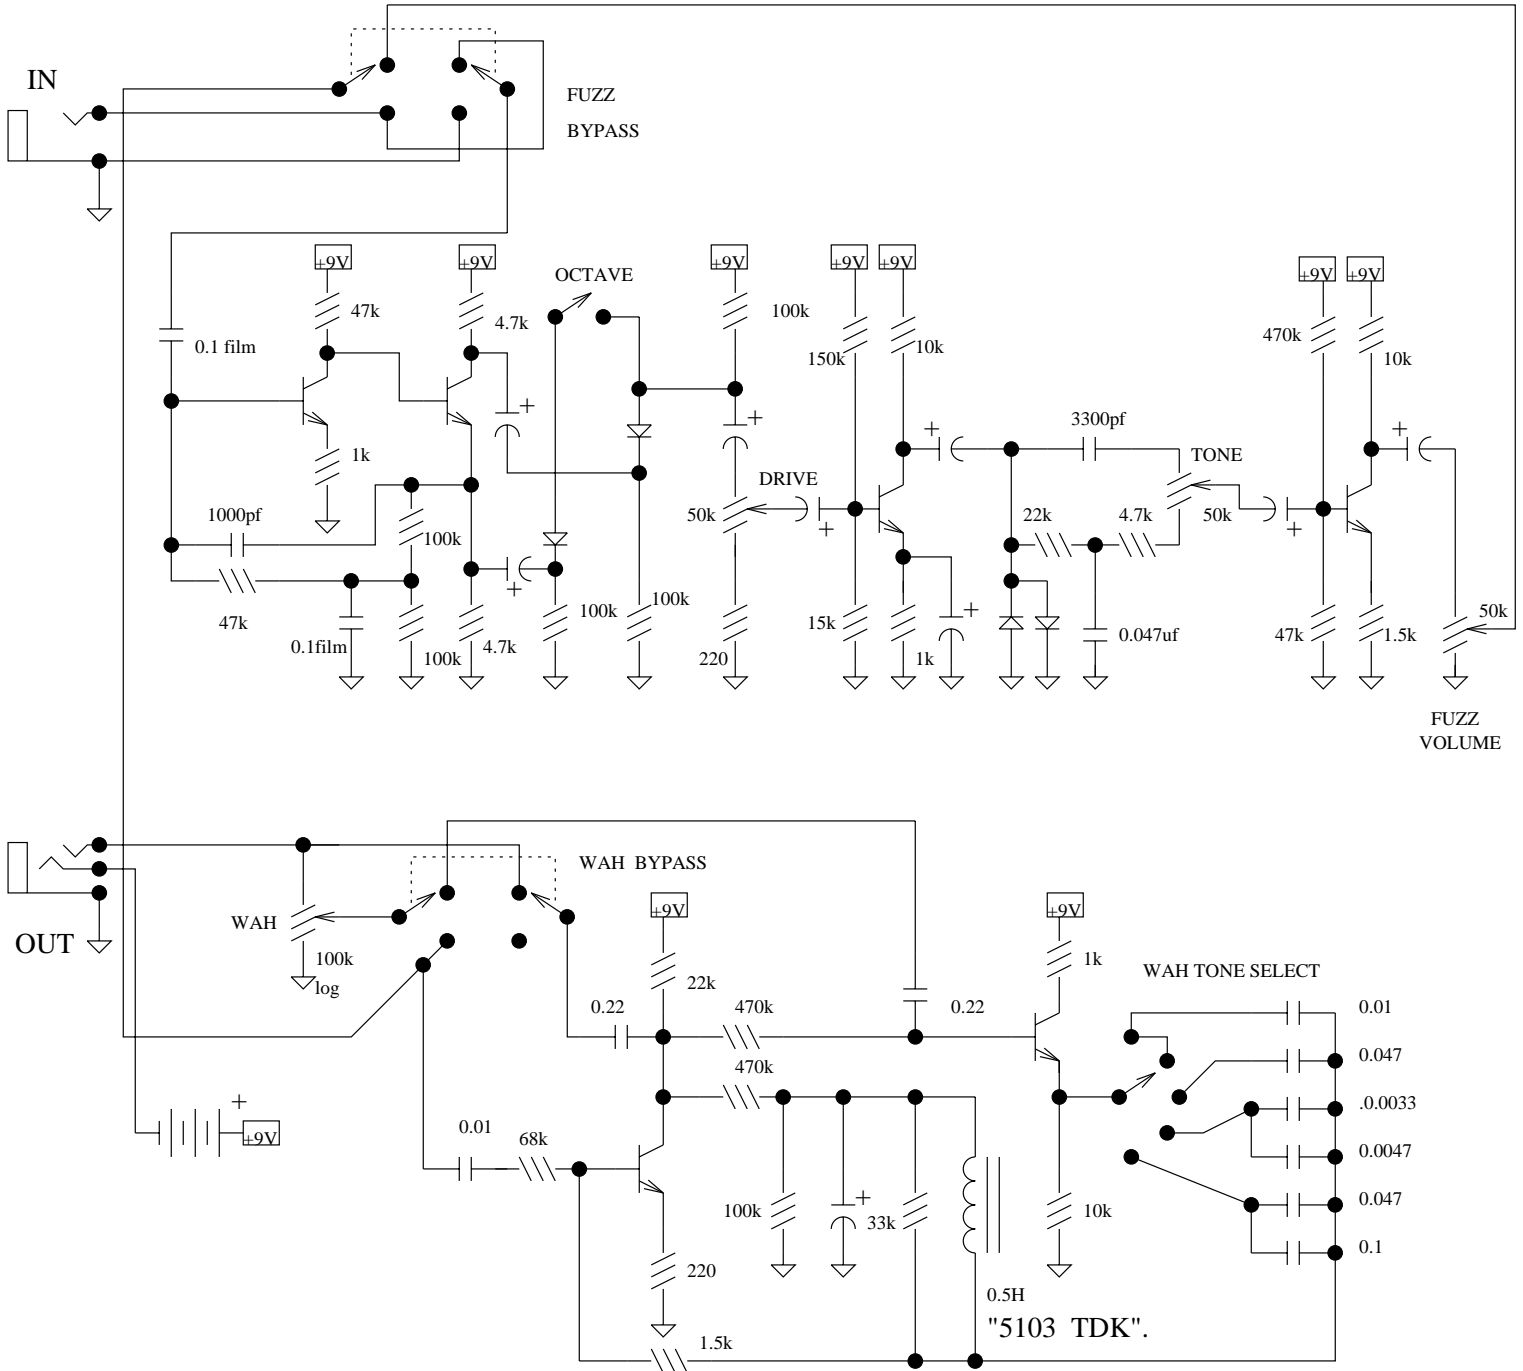 IN
FUZZ
BYPASS
+9V
+9V
OCTAVE
+9V
+9V
+9V
+9V
+9V
47k
4.7k
100k
150k
10k
470k
10k
0.1 film
3300pf
TONE
1k
DRIVE
1000pf
50k
22k
4.7k
50k
100k
47k
0.1film
100k
4.7k
100k
100k
220
15k
1k
0.047uf
47k
1.5k
50k
FUZZ
VOLUME
WAH BYPASS
WAH
+9V
+9V
OUT
100k
log
22k
1k
WAH TONE SELECT
0.22
470k
0.22
0.01
0.047
470k
.0.0033
+9V
0.01
68k
0.0047
100k
33k
10k
0.047
0.1
220
0.5H
"5103 TDK".
1.5k